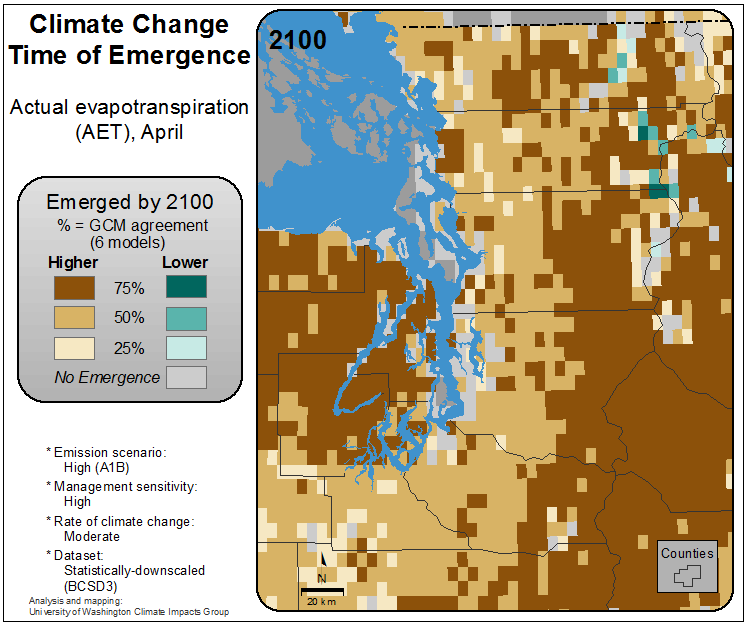 Climate Change
Time of Emergence
Actual evapotranspiration
(AET), April
Emerged by 2100
% = GCM agreement
(6 models)
Higher Lower
75%
50%
25%
No Emergence
* Emission scenario:
High (A1B)
* Management sensitivity:
High
* Rate of climate change:
Moderate
* Dataset:
Statistically-downscaled
(BCSD3)
Analysis and mapping:
University of Washington Climate Impacts Group
2100
N
20 km
Counties